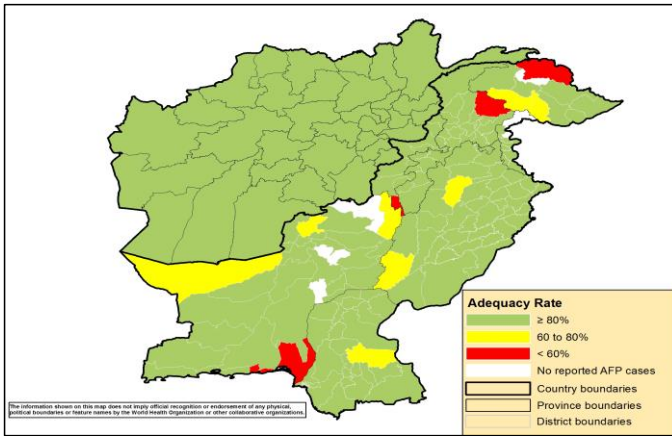 Adequacy Rate
≥ 80%
60 to 80%
< 60%
No reported AFP cases
Country boundaries
Province boundaries
District boundaries
The information shown on this map does not imply official recognition or endorsement of any physical,
political boundaries or feature names by the World Health Organization or other collaborative organizations.